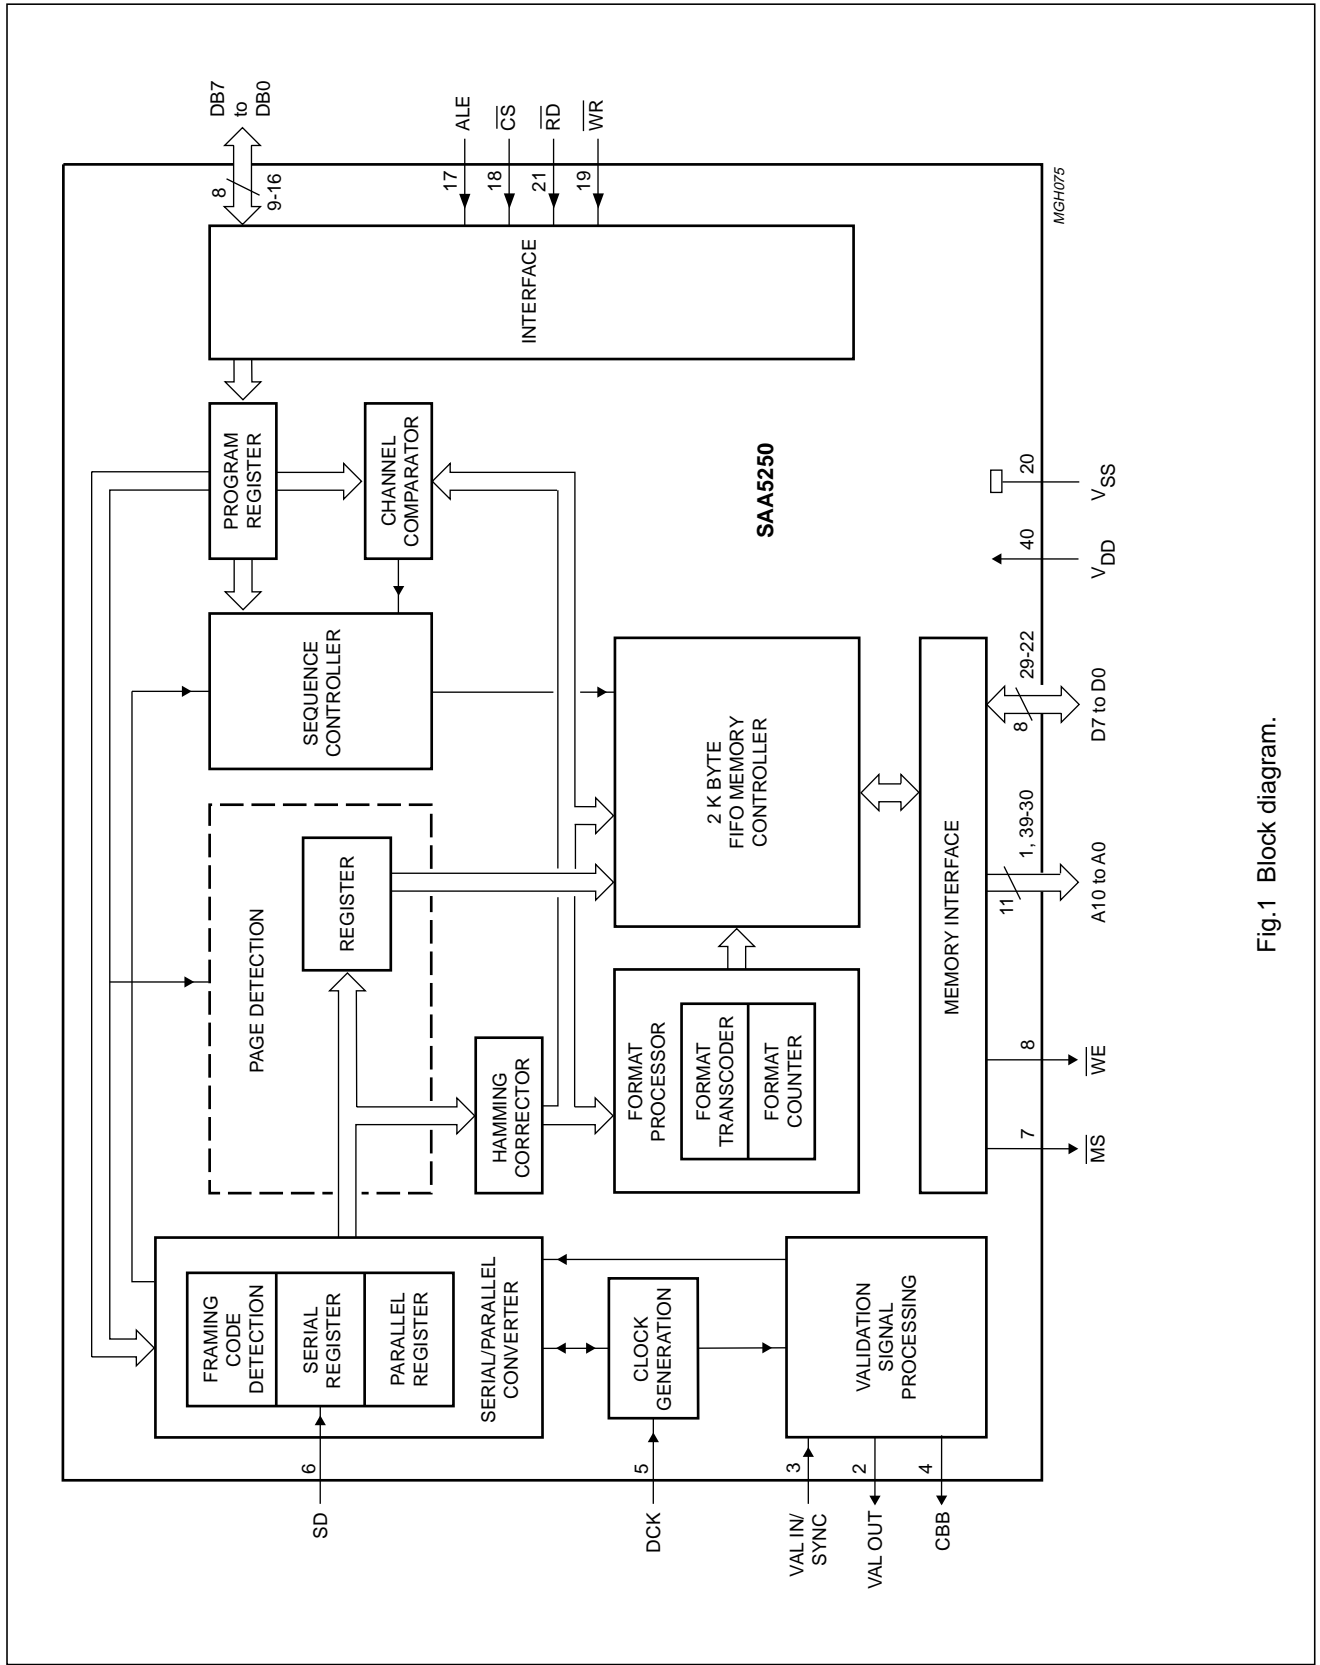 DB7
to
DB0
8
9-16
ALE
17
CS
18
RD
21
WR
19
INTERFACE
PROGRAM
REGISTER
CHANNEL
COMPARATOR
SEQUENCE
CONTROLLER
PAGE DETECTION
REGISTER
HAMMING
CORRECTOR
FORMAT
PROCESSOR
FORMAT
TRANSCODER
FORMAT
COUNTER
2 K BYTE
FIFO MEMORY
CONTROLLER
MEMORY INTERFACE
FRAMING
CODE
DETECTION
SERIAL
REGISTER
PARALLEL
REGISTER
SERIAL/PARALLEL
CONVERTER
CLOCK
GENERATION
VALIDATION
SIGNAL
PROCESSING
SD
6
DCK
5
VAL IN/
SYNC
3
VAL OUT
2
CBB
4
MS
7
WE
8
A10 to A0
11
1, 39-30
D7 to D0
8
29-22
VDD
40
VSS
20
SAA5250
MGH075
Fig.1 Block diagram.